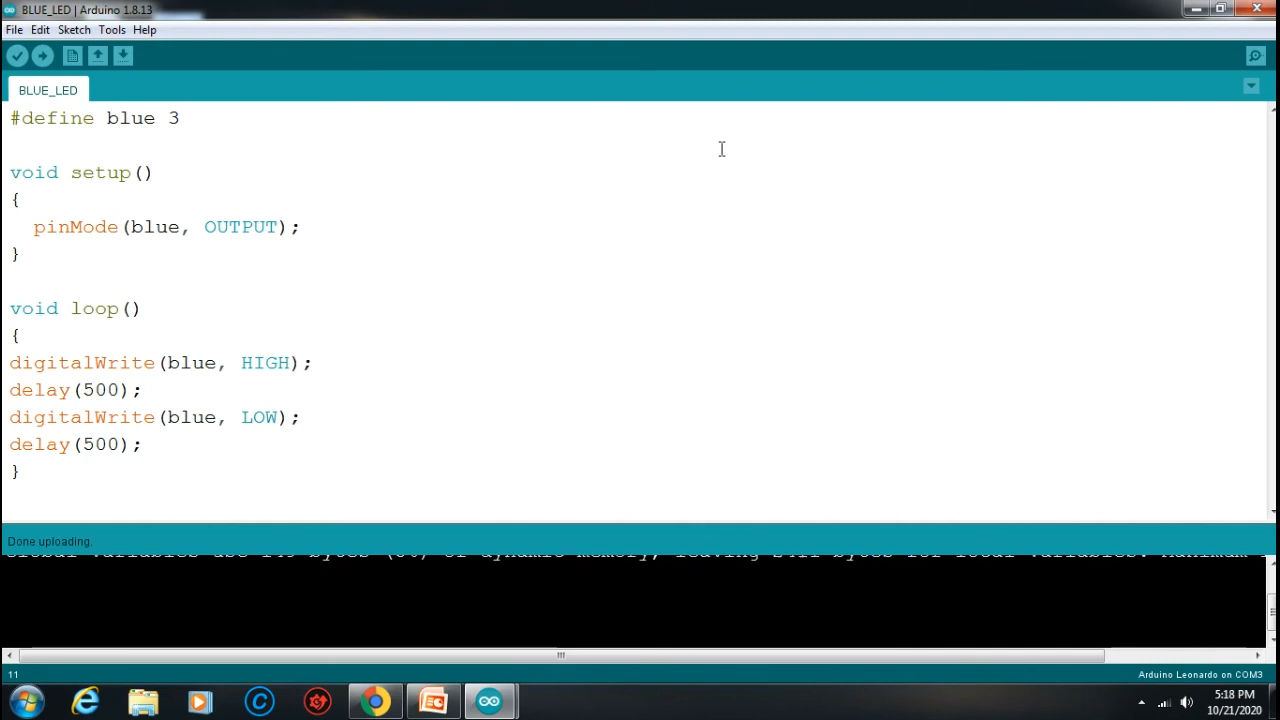 BLUE_LED | Arduino 1.8.13
File Edit Sketch Tools Help
BLUE_LED
#define blue 3
void setup()
{
pinMode(blue, OUTPUT);
}
void loop()
{
digitalWrite(blue, HIGH);
delay(500);
digitalWrite(blue, LOW);
delay(500);
}
Done uploading.
11
Arduino Leonardo on COM3
5:18 PM
10/21/2020